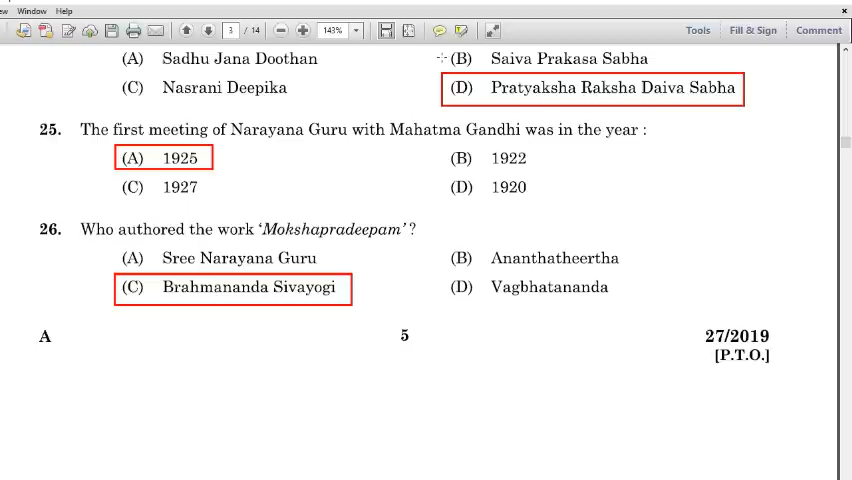 ew Window Help
3 / 14 143% Tools Fill & Sign Comment
(A) Sadhu Jana Doothan (B) Saiva Prakasa Sabha
(C) Nasrani Deepika (D) Pratyaksha Raksha Daiva Sabha
25. The first meeting of Narayana Guru with Mahatma Gandhi was in the year :
(A) 1925 (B) 1922
(C) 1927 (D) 1920
26. Who authored the work ‘Mokshapradeepam’ ?
(A) Sree Narayana Guru (B) Ananthatheertha
(C) Brahmananda Sivayogi (D) Vagbhatananda
A 5 27/2019
[P.T.O.]